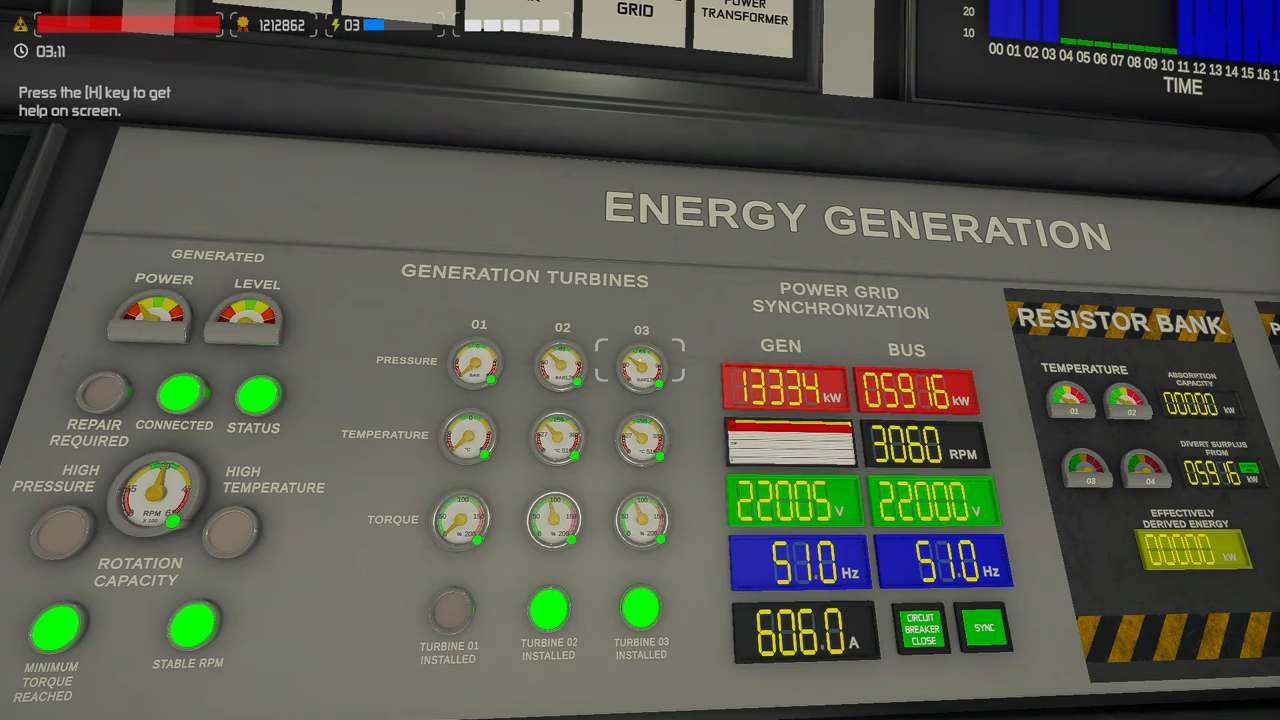 1212862
03
03:11
Press the [H] key to get
help on screen.
GRID
POWER
TRANSFORMER
20
10
00 01 02 03 04 05 06 07 08 09 10 11 12 13 14 15 16
TIME
ENERGY GENERATION
GENERATED
POWER
LEVEL
REPAIR
REQUIRED
CONNECTED
STATUS
HIGH
PRESSURE
HIGH
TEMPERATURE
RPM
X 100
ROTATION
CAPACITY
MINIMUM
TORQUE
REACHED
STABLE RPM
GENERATION TURBINES
01
02
03
PRESSURE
BAR
TEMPERATURE
°C
TORQUE
100
150
% 200
TURBINE 01
INSTALLED
TURBINE 02
INSTALLED
TURBINE 03
INSTALLED
POWER GRID
SYNCHRONIZATION
GEN
BUS
13334 kW
05916 kW
3060 RPM
22005 V
22000 V
51.0 Hz
51.0 Hz
606.0 A
CIRCUIT
BREAKER
CLOSE
SYNC
RESISTOR BANK
TEMPERATURE
01
02
03
04
ABSORPTION
CAPACITY
00000 kW
DIVERT SURPLUS
FROM
05916 kW
EFFECTIVELY
DERIVED ENERGY
00000 kW